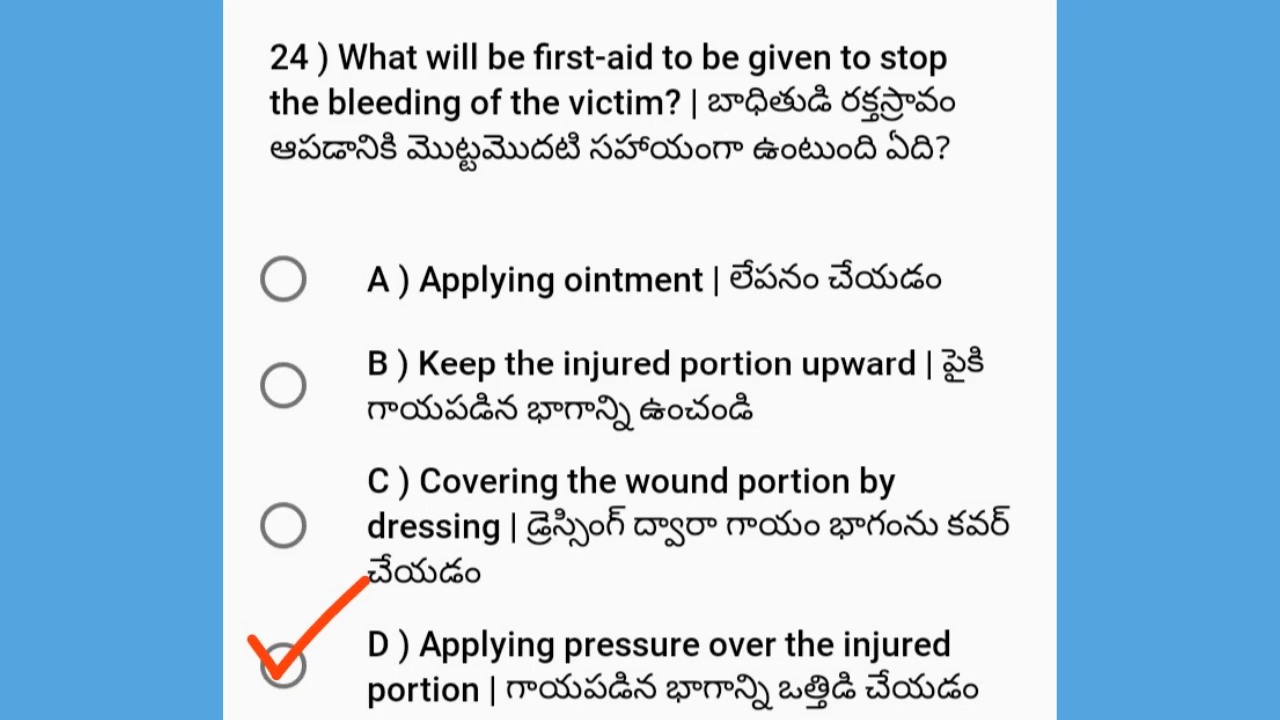 24 ) What will be first-aid to be given to stop
the bleeding of the victim? | బాధితుడి రక్తస్రావం
ఆపడానికి మొట్టమొదటి సహాయంగా ఉంటుంది ఏది?
A ) Applying ointment | లేపనం చేయడం
B ) Keep the injured portion upward | పైకి
గాయపడిన భాగాన్ని ఉంచండి
C ) Covering the wound portion by
dressing | డ్రెస్సింగ్ ద్వారా గాయం భాగంను కవర్
చేయడం
D ) Applying pressure over the injured
portion | గాయపడిన భాగాన్ని ఒత్తిడి చేయడం